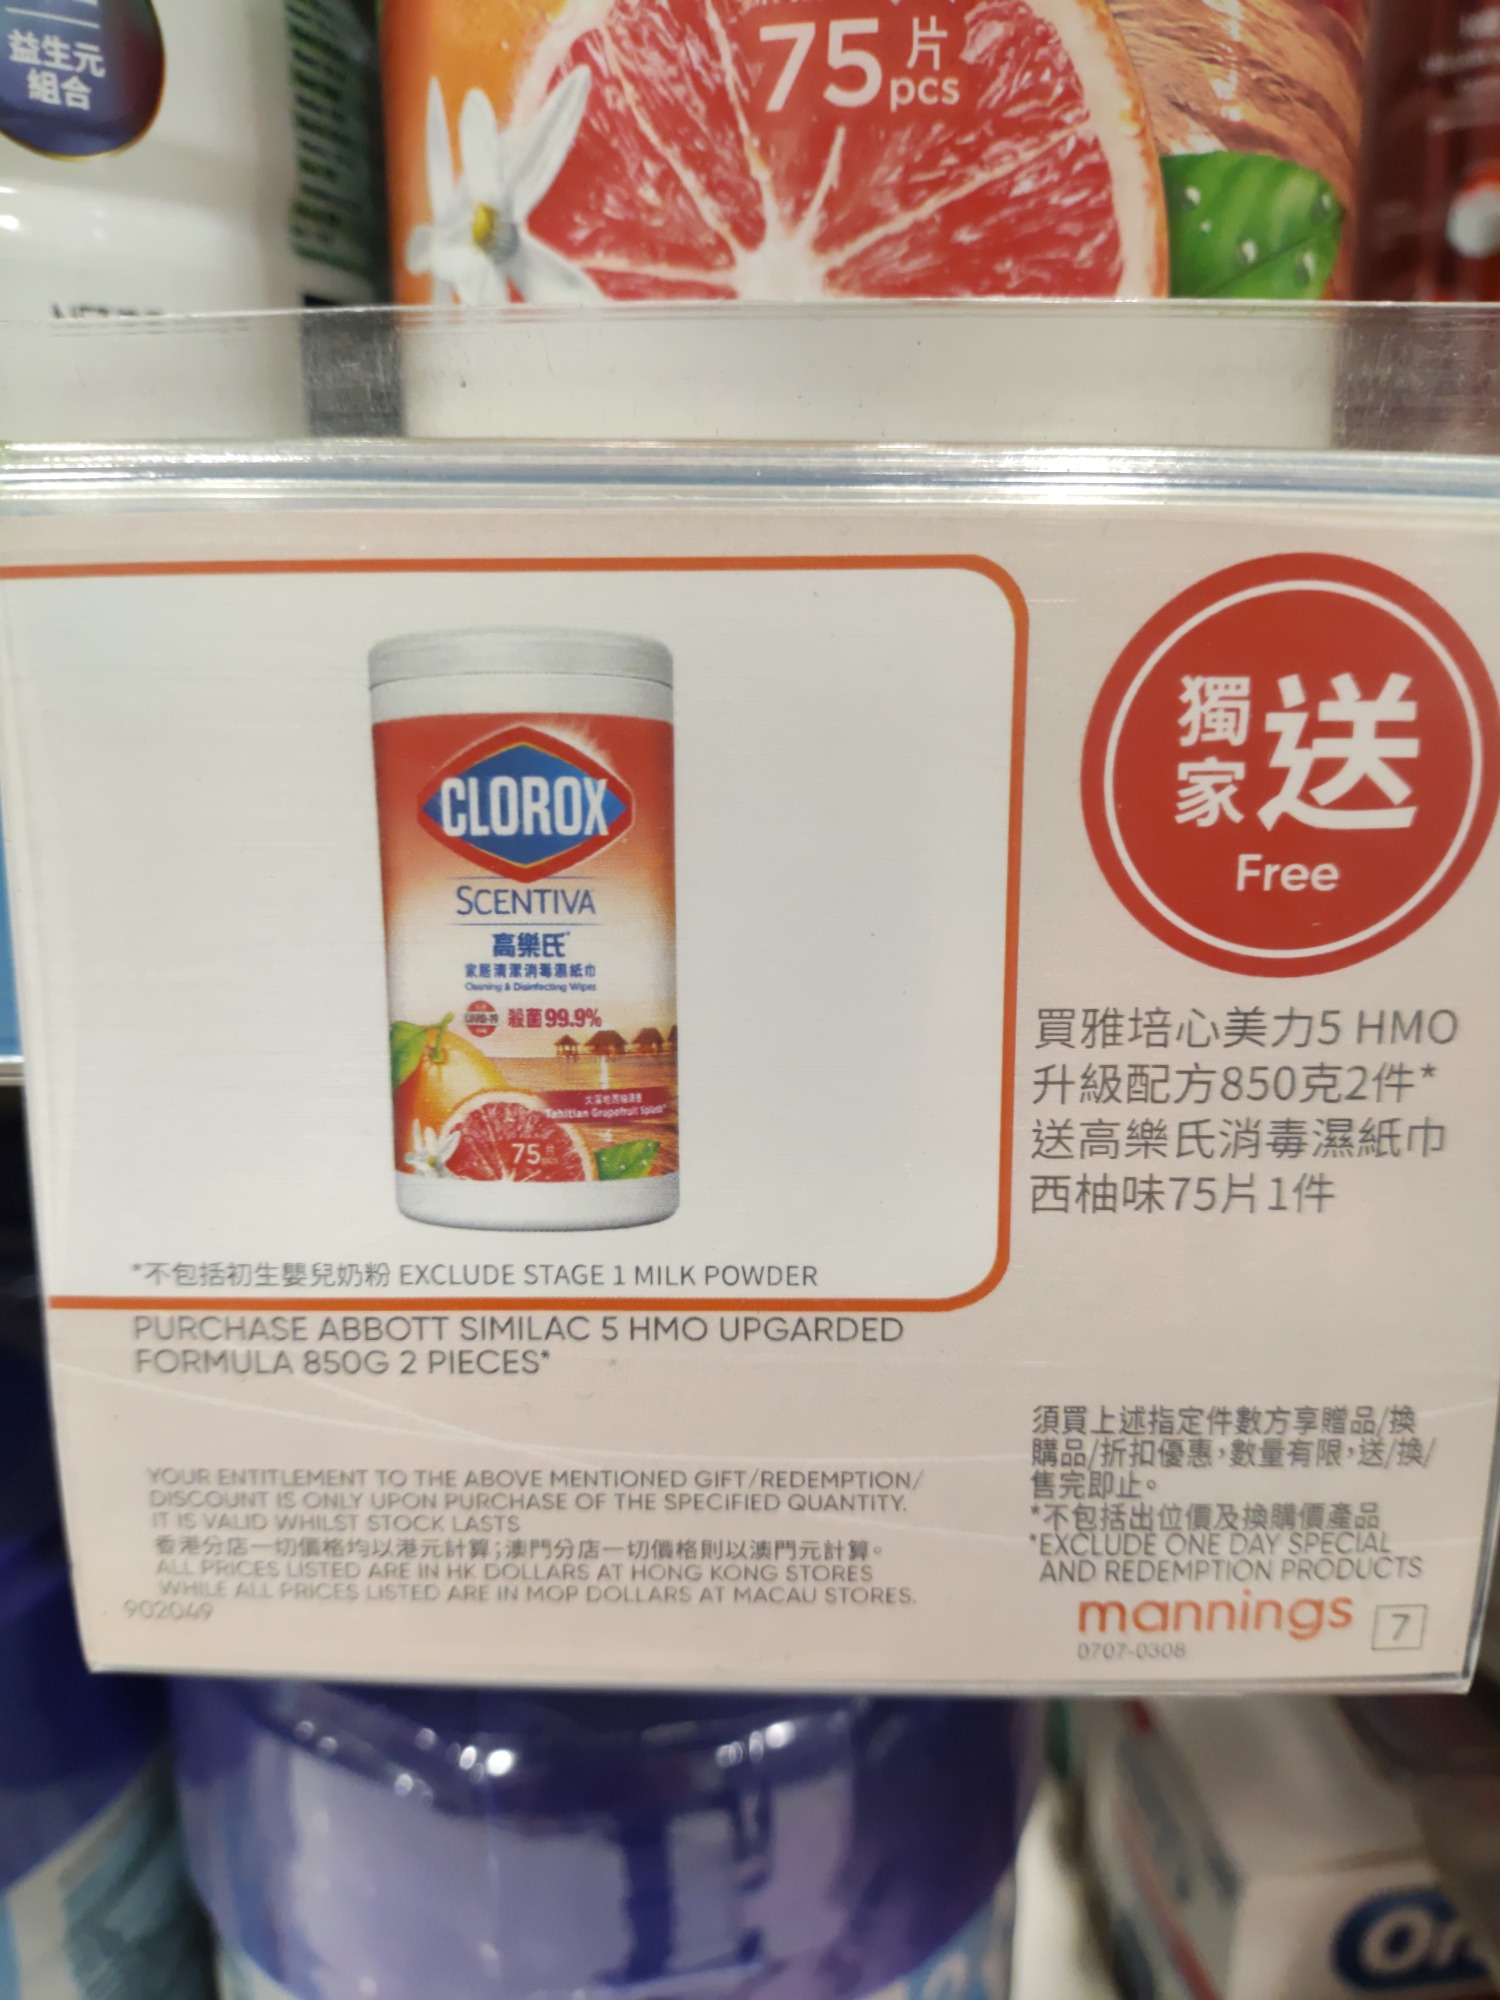 益生元
組合
75片
pcs
獨家送
Free
CLOROX
SCENTIVA
高樂氏
家居清潔消毒濕紙巾
Cleaning & Disinfecting Wipes
COVID-19
殺菌99.9%
大溪地西柚清香
Tahitian Grapefruit Splash
75片
pcs
*不包括初生嬰兒奶粉 EXCLUDE STAGE 1 MILK POWDER
買雅培心美力5 HMO
升級配方850克2件*
送高樂氏消毒濕紙巾
西柚味75片1件
PURCHASE ABBOTT SIMILAC 5 HMO UPGARDED
FORMULA 850G 2 PIECES*
YOUR ENTITLEMENT TO THE ABOVE MENTIONED GIFT/REDEMPTION/
DISCOUNT IS ONLY UPON PURCHASE OF THE SPECIFIED QUANTITY.
IT IS VALID WHILST STOCK LASTS
香港分店一切價格均以港元計算；澳門分店一切價格則以澳門元計算。
ALL PRICES LISTED ARE IN HK DOLLARS AT HONG KONG STORES
WHILE ALL PRICES LISTED ARE IN MOP DOLLARS AT MACAU STORES.
902049
須買上述指定件數方享贈品/換
購品/折扣優惠，數量有限，送/換/
售完即止。
*不包括出位價及換購價產品
*EXCLUDE ONE DAY SPECIAL
AND REDEMPTION PRODUCTS
mannings
7
0707-0308